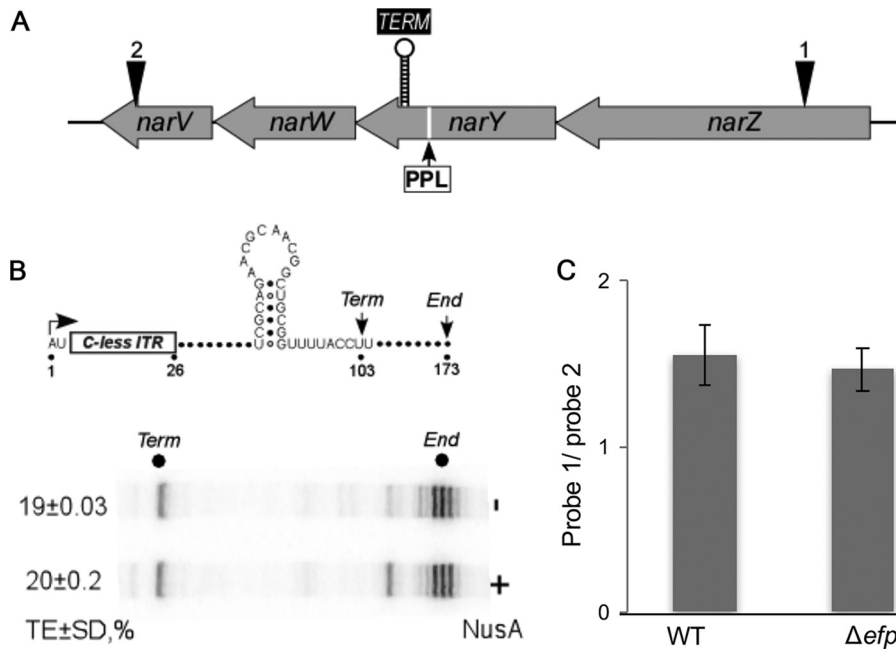 A
TERM
2
1
narV
narW
narY
narZ
PPL
B
C A
G A
C C
A G
A G
G C
A U
C G
G C
C G
AU C-less ITR U G GUUUUACCUU
Term
End
1
26
103
173
Term
End
19±0.03
-
20±0.2
+
TE±SD,%
NusA
C
Probe 1/ probe 2
2
1
0
WT
Δefp